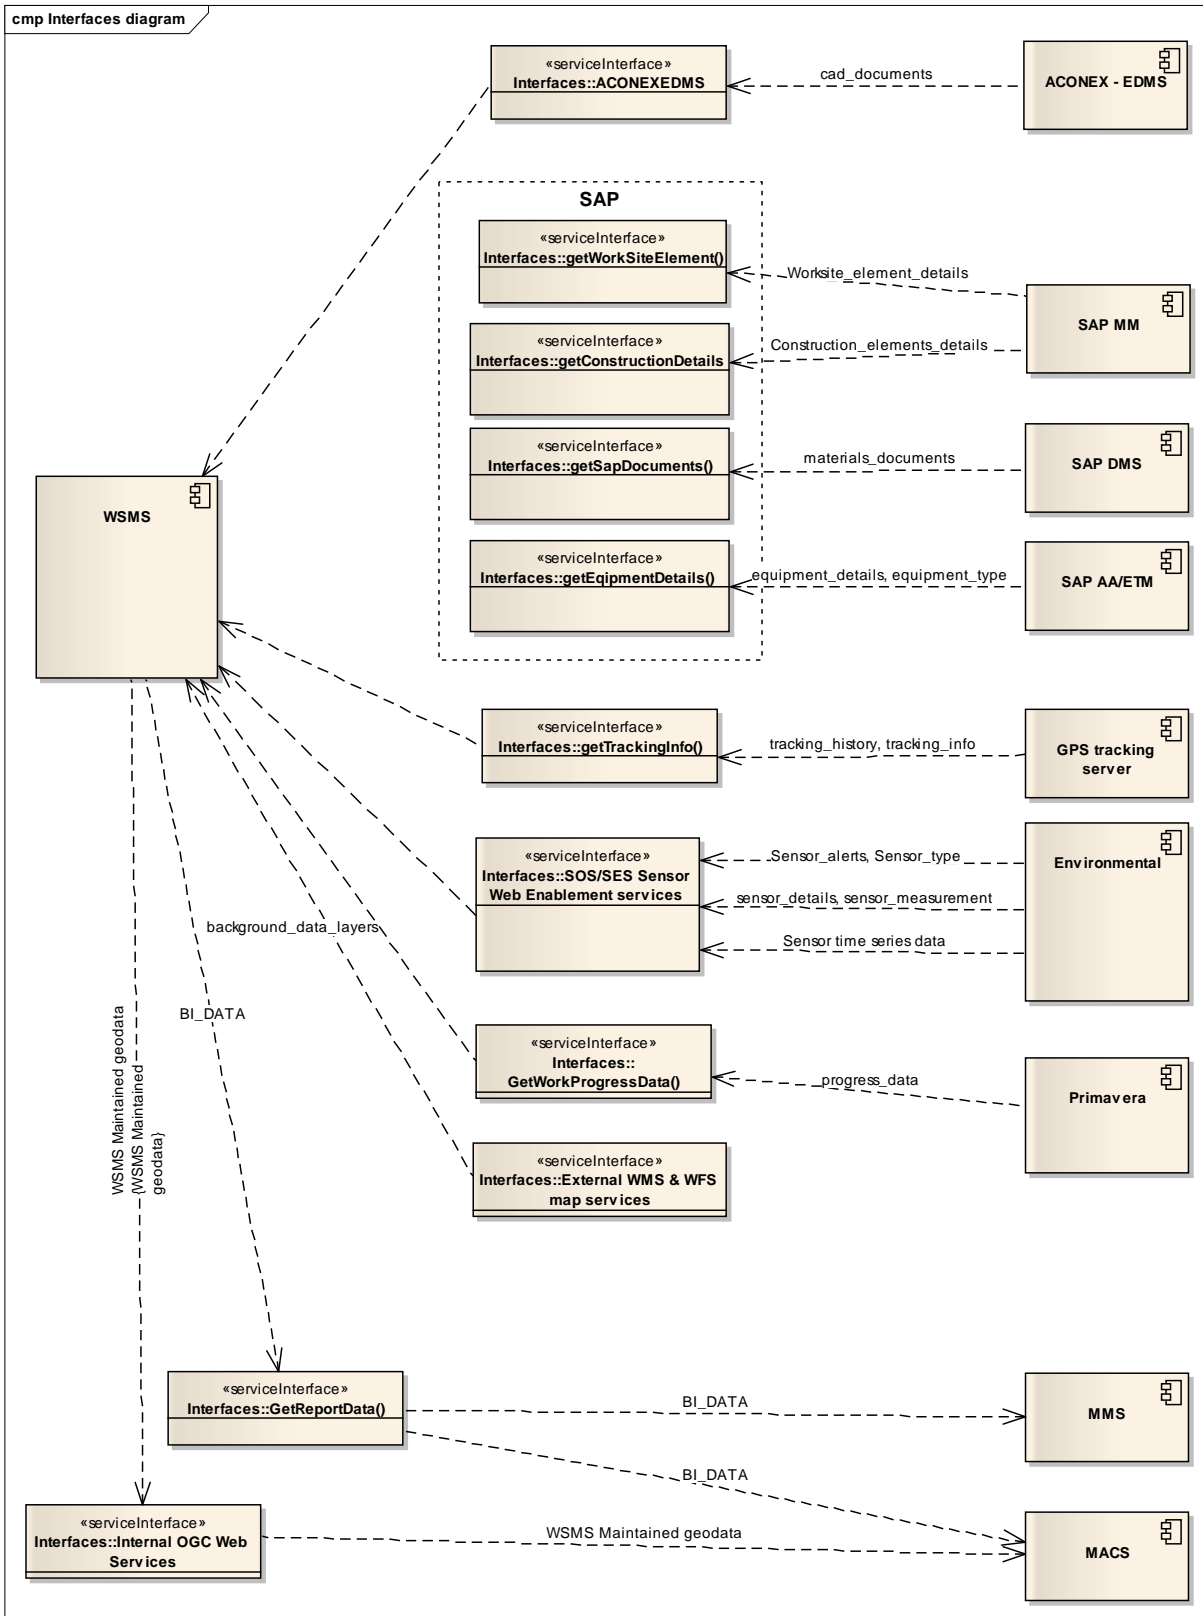 cmp Interfaces diagram
«serviceInterface»
Interfaces::ACONEXEDMS
cad_documents
ACONEX - EDMS
SAP
«serviceInterface»
Interfaces::getWorkSiteElement()
Worksite_element_details
SAP MM
«serviceInterface»
Interfaces::getConstructionDetails
Construction_elements_details
«serviceInterface»
Interfaces::getSapDocuments()
materials_documents
SAP DMS
WSMS
«serviceInterface»
Interfaces::getEqipmentDetails()
equipment_details, equipment_type
SAP AA/ETM
«serviceInterface»
Interfaces::getTrackingInfo()
tracking_history, tracking_info
GPS tracking
server
«serviceInterface»
Interfaces::SOS/SES Sensor
Web Enablement services
Sensor_alerts, Sensor_type
sensor_details, sensor_measurement
Sensor time series data
Environmental
background_data_layers
BI_DATA
WSMS Maintained geodata
{WSMS Maintained
geodata}
«serviceInterface»
Interfaces::
GetWorkProgressData()
progress_data
Primavera
«serviceInterface»
Interfaces::External WMS & WFS
map services
«serviceInterface»
Interfaces::GetReportData()
BI_DATA
MMS
BI_DATA
«serviceInterface»
Interfaces::Internal OGC Web
Services
WSMS Maintained geodata
MACS